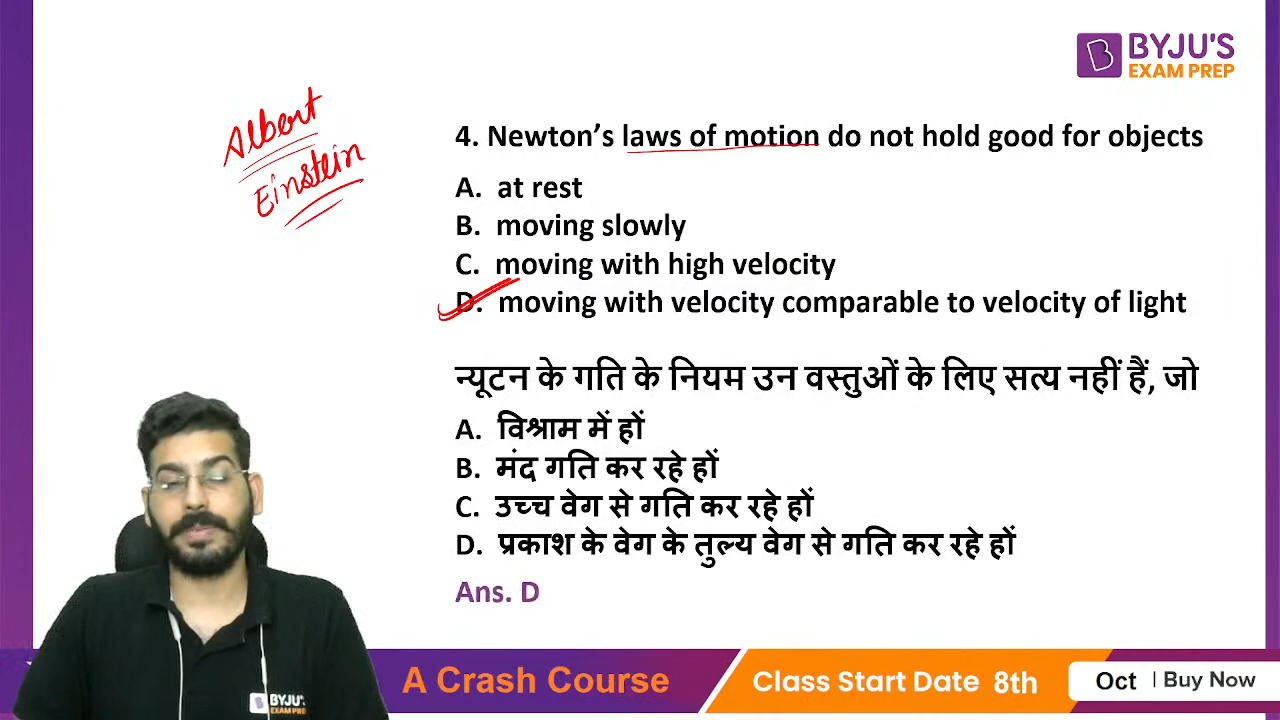 BYJU'S
EXAM PREP
Albert
Einstein
4. Newton's laws of motion do not hold good for objects
A. at rest
B. moving slowly
C. moving with high velocity
D. moving with velocity comparable to velocity of light
न्यूटन के गति के नियम उन वस्तुओं के लिए सत्य नहीं हैं, जो
A. विश्राम में हों
B. मंद गति कर रहे हों
C. उच्च वेग से गति कर रहे हों
D. प्रकाश के वेग के तुल्य वेग से गति कर रहे हों
Ans. D
BYJU'S
EXAM PREP
A Crash Course
Class Start Date 8th Oct | Buy Now